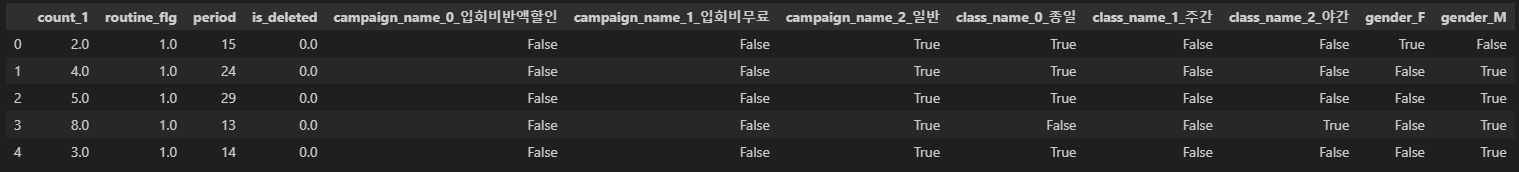 count_1 routine_flg period is_deleted campaign_name_0_입회비반액할인 campaign_name_1_입회비무료 campaign_name_2_일반 class_name_0_종일 class_name_1_주간 class_name_2_야간 gender_F gender_M
0 2.0 1.0 15 0.0 False False True True False False True False
1 4.0 1.0 24 0.0 False False True True False False False True
2 5.0 1.0 29 0.0 False False True True False False False True
3 8.0 1.0 13 0.0 False False True False False True False True
4 3.0 1.0 14 0.0 False False True True False False False True